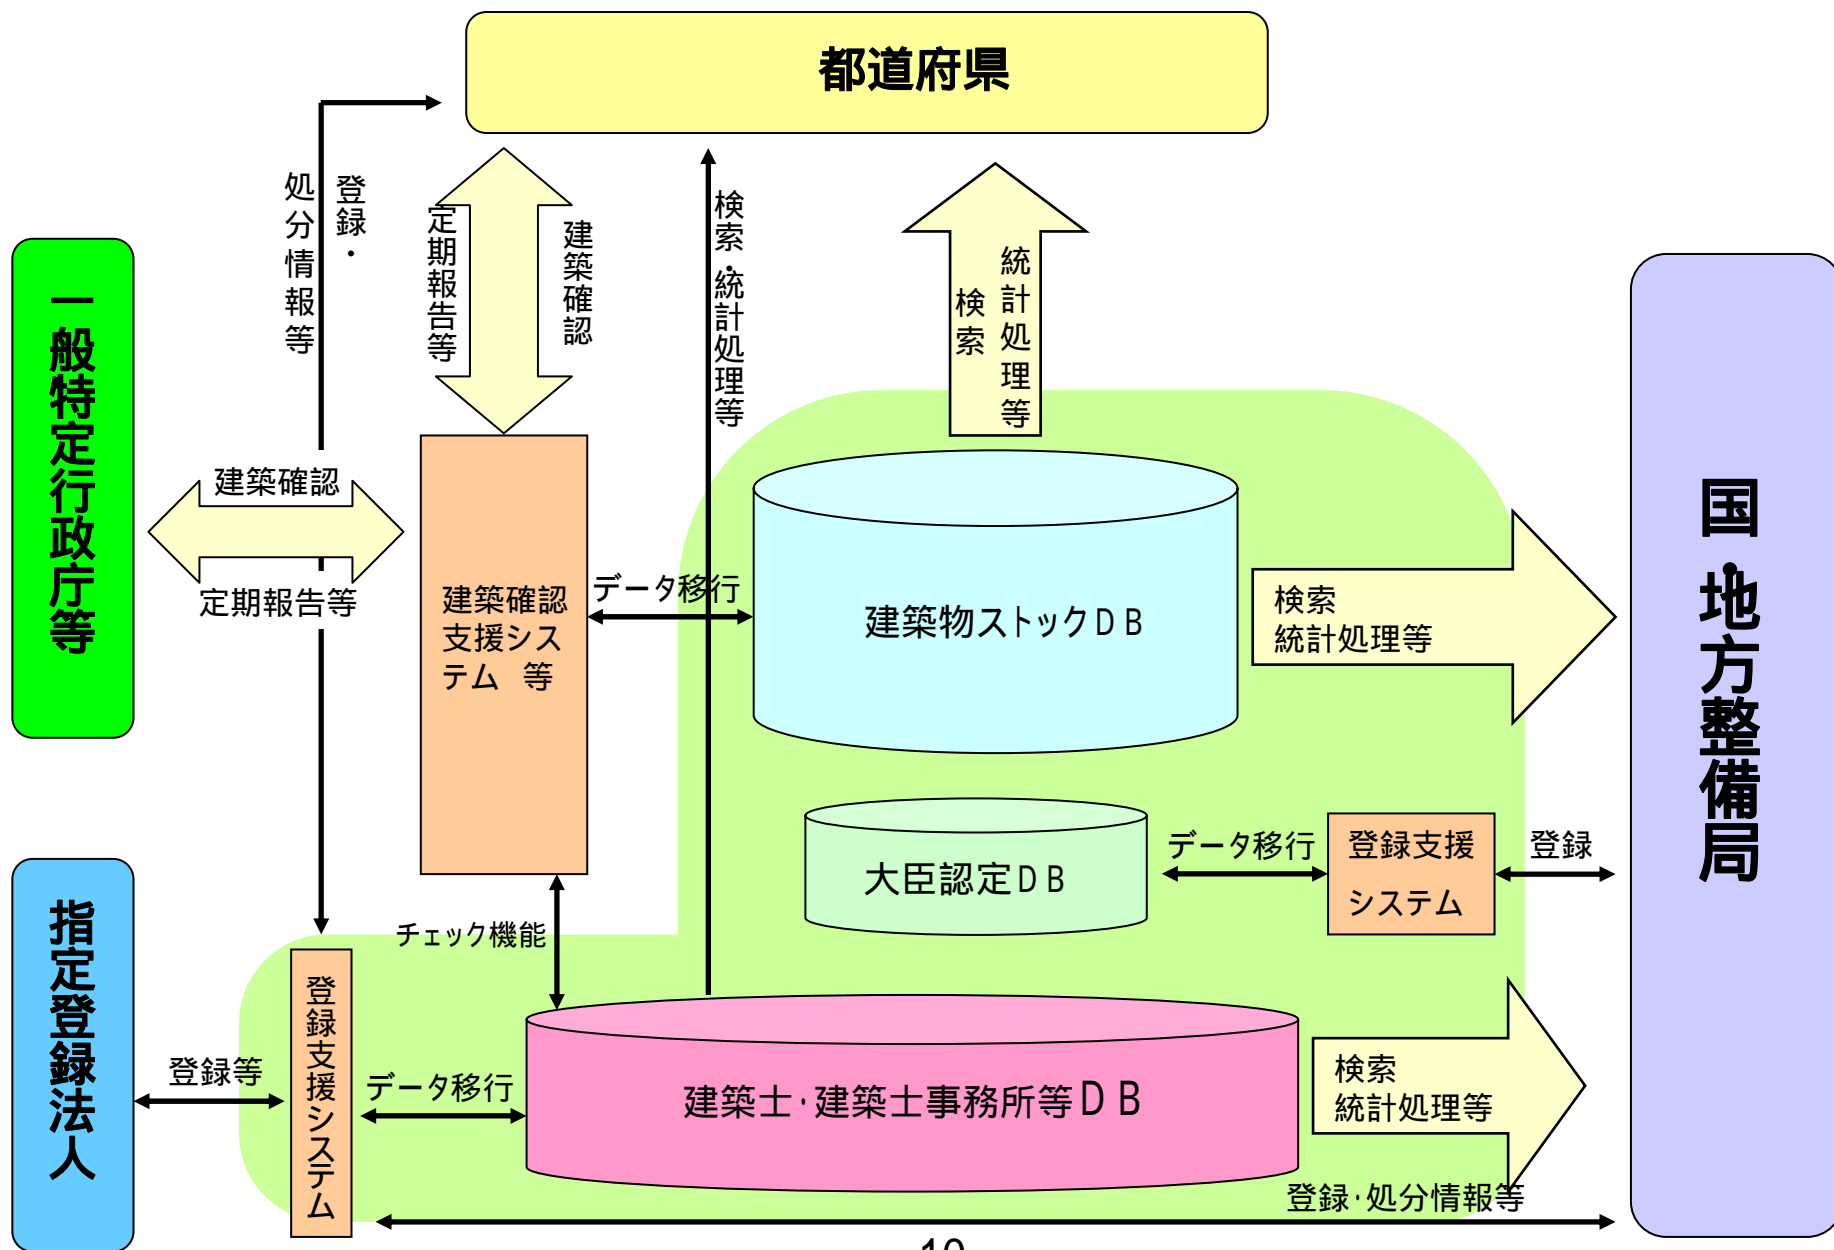 都道府県
登録・
処分情報等
定期報告等
建築確認
検索・統計処理等
検索
統計処理等
一般特定行政庁等
建築確認
定期報告等
建築確認
支援シス
テム 等
データ移行
建築物ストックＤＢ
検索
統計処理等
国・地方整備局
大臣認定ＤＢ
データ移行
登録支援
システム
登録
指定登録法人
チェック機能
登録等
登録支援システム
データ移行
建築士・建築士事務所等ＤＢ
検索
統計処理等
登録・処分情報等
10